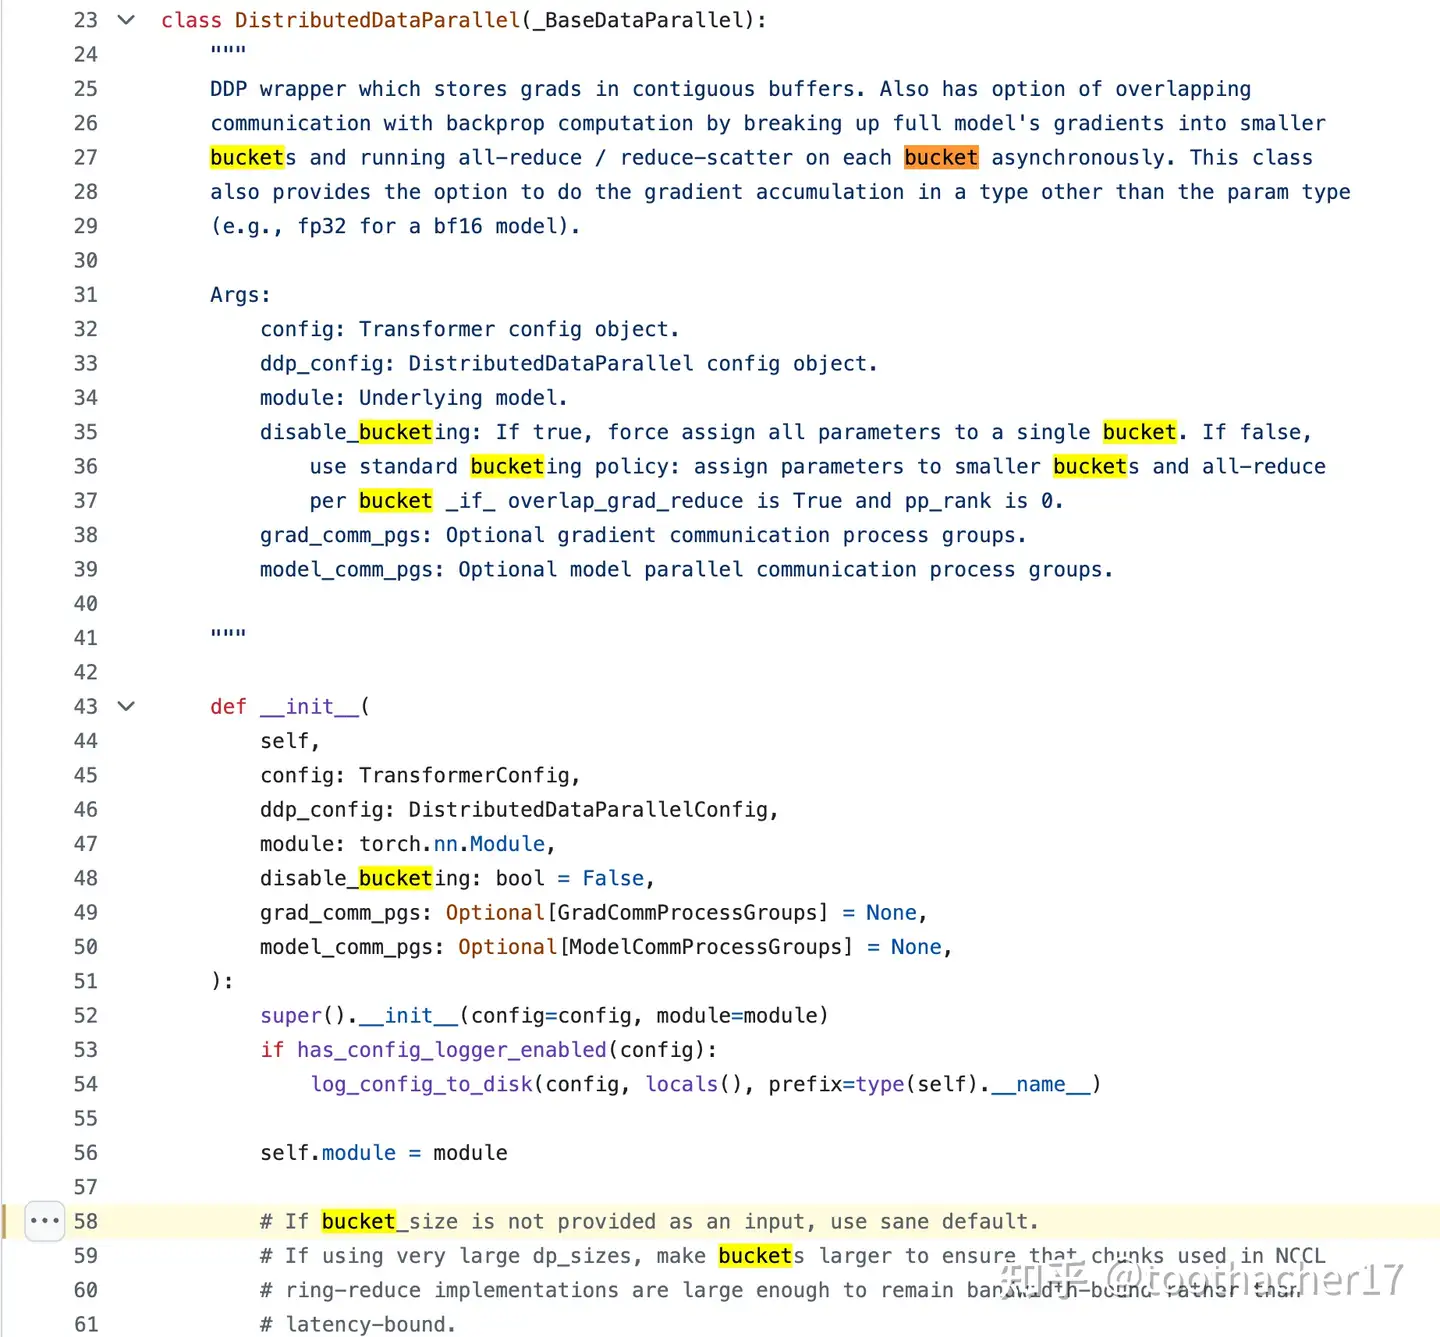 23 class DistributedDataParallel(_BaseDataParallel):
24 """
25 DDP wrapper which stores grads in contiguous buffers. Also has option of overlapping
26 communication with backprop computation by breaking up full model's gradients into smaller
27 buckets and running all-reduce / reduce-scatter on each bucket asynchronously. This class
28 also provides the option to do the gradient accumulation in a type other than the param type
29 (e.g., fp32 for a bf16 model).
30
31 Args:
32 config: Transformer config object.
33 ddp_config: DistributedDataParallel config object.
34 module: Underlying model.
35 disable_bucketing: If true, force assign all parameters to a single bucket. If false,
36 use standard bucketing policy: assign parameters to smaller buckets and all-reduce
37 per bucket _if_ overlap_grad_reduce is True and pp_rank is 0.
38 grad_comm_pgs: Optional gradient communication process groups.
39 model_comm_pgs: Optional model parallel communication process groups.
40
41 """
42
43 def __init__(
44 self,
45 config: TransformerConfig,
46 ddp_config: DistributedDataParallelConfig,
47 module: torch.nn.Module,
48 disable_bucketing: bool = False,
49 grad_comm_pgs: Optional[GradCommProcessGroups] = None,
50 model_comm_pgs: Optional[ModelCommProcessGroups] = None,
51 ):
52 super().__init__(config=config, module=module)
53 if has_config_logger_enabled(config):
54 log_config_to_disk(config, locals(), prefix=type(self).__name__)
55
56 self.module = module
57
58 # If bucket_size is not provided as an input, use sane default.
59 # If using very large dp_sizes, make buckets larger to ensure that chunks used in NCCL
60 # ring-reduce implementations are large enough to remain bandwidth-bound rather than
61 # latency-bound.
知乎 @toothacher17